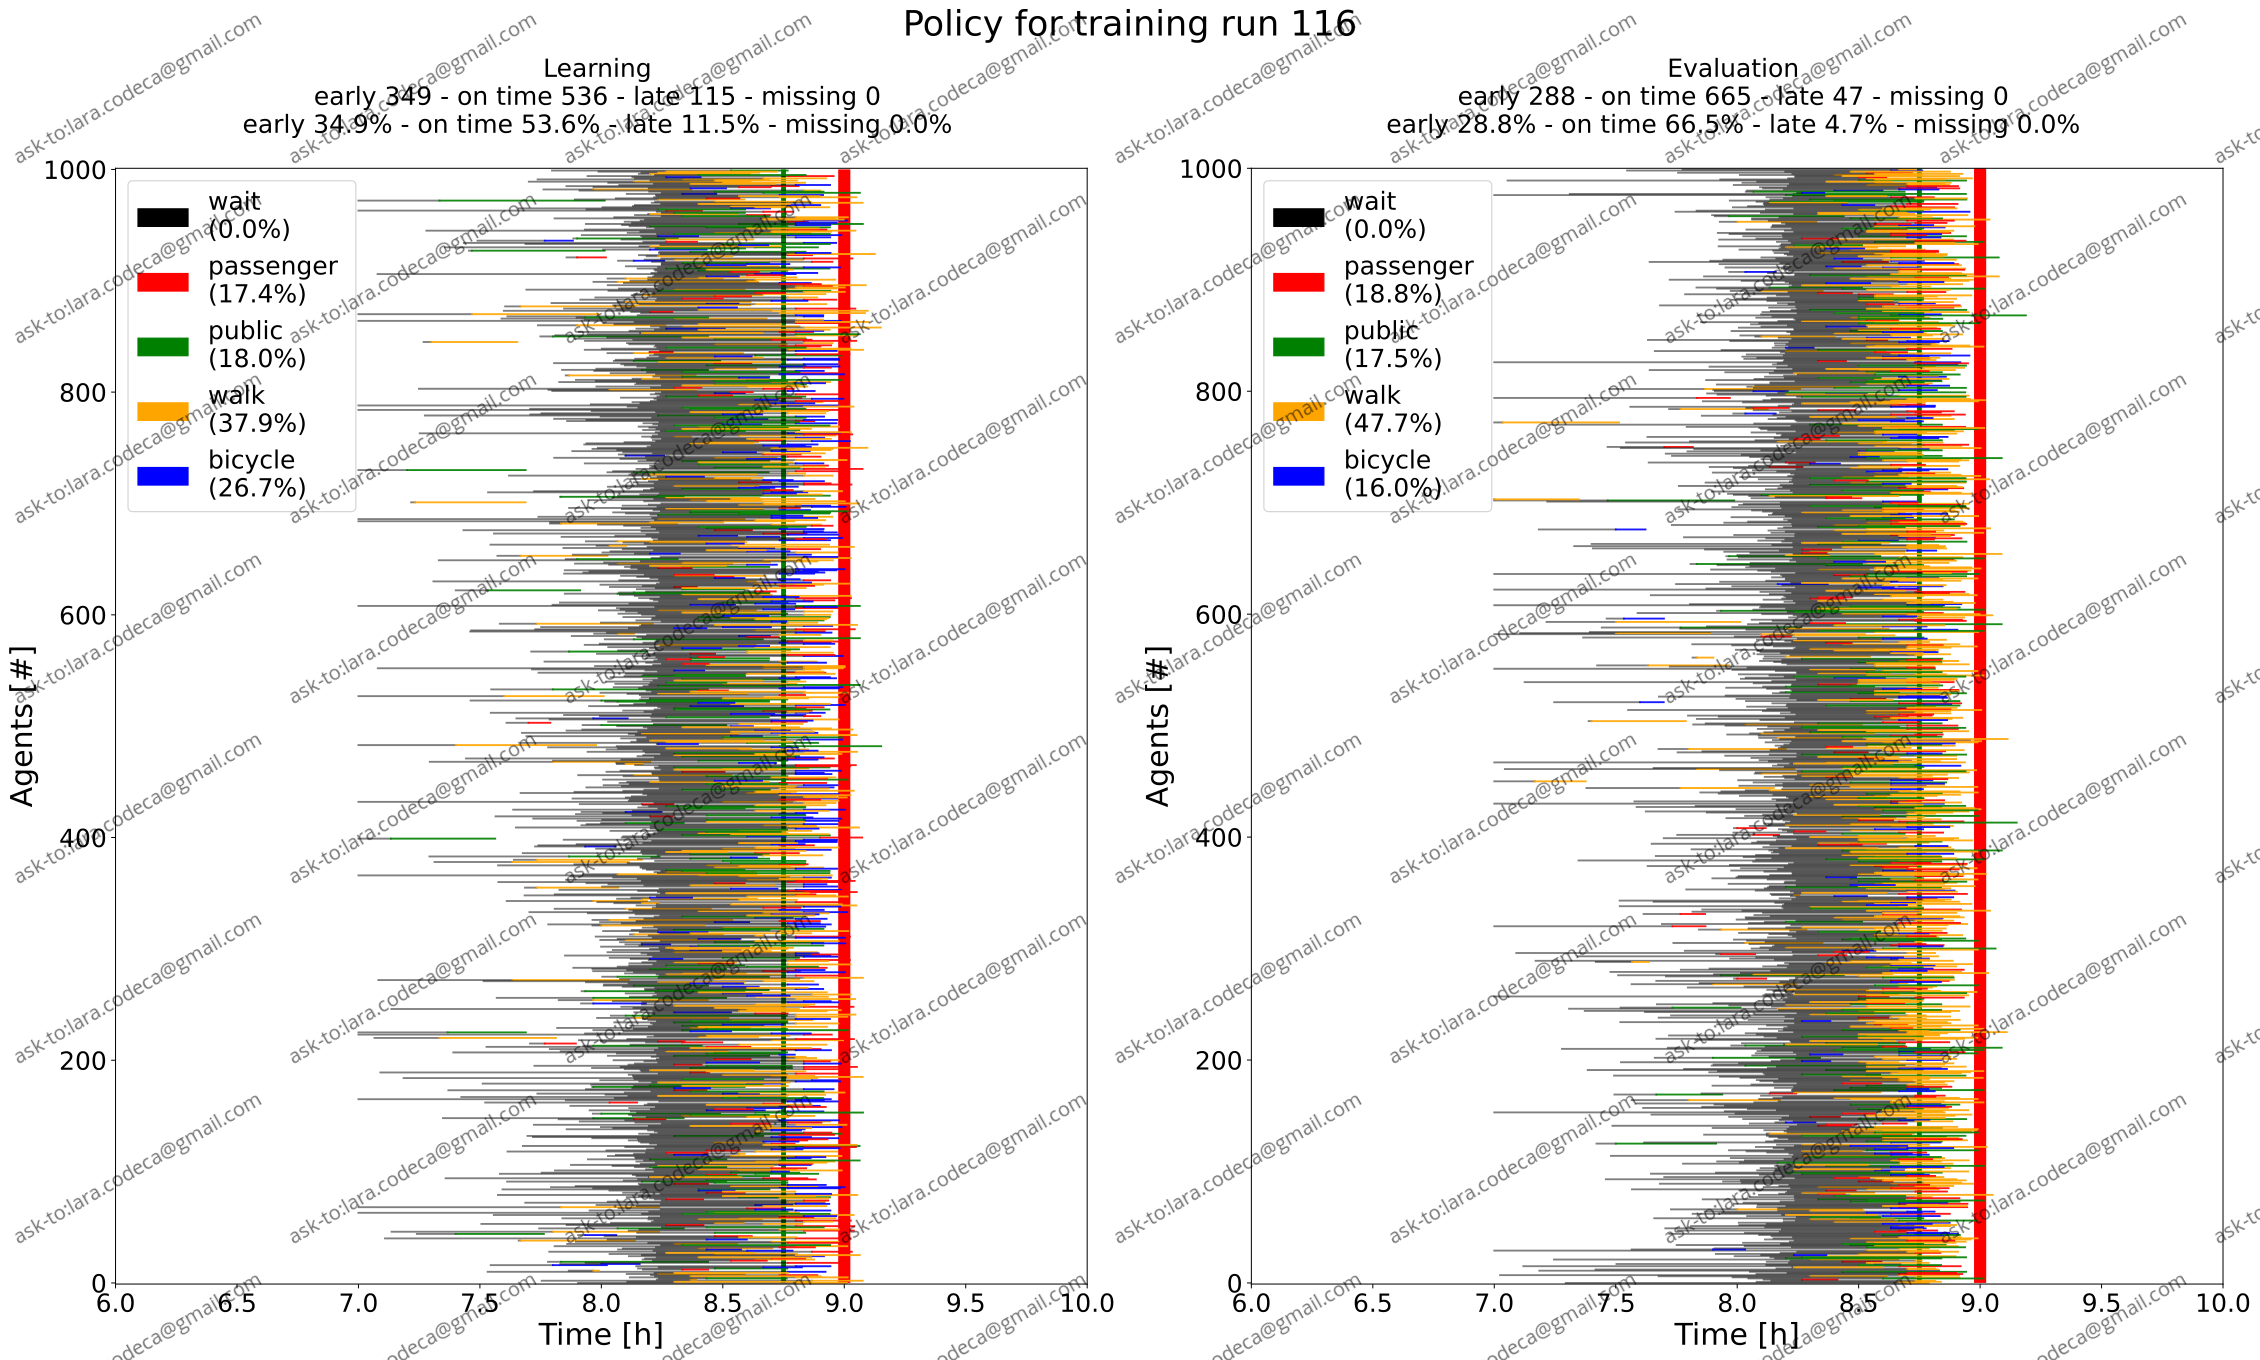 Policy for training run 116
Learning
early 349 - on time 536 - late 115 - missing 0
early 34.9% - on time 53.6% - late 11.5% - missing 0.0%
1000
800
600
400
200
0
Agents [#]
wait
(0.0%)
passenger
(17.4%)
public
(18.0%)
walk
(37.9%)
bicycle
(26.7%)
6.0 6.5 7.0 7.5 8.0 8.5 9.0 9.5 10.0
Time [h]
Evaluation
early 288 - on time 665 - late 47 - missing 0
early 28.8% - on time 66.5% - late 4.7% - missing 0.0%
1000
800
600
400
200
0
Agents [#]
wait
(0.0%)
passenger
(18.8%)
public
(17.5%)
walk
(47.7%)
bicycle
(16.0%)
6.0 6.5 7.0 7.5 8.0 8.5 9.0 9.5 10.0
Time [h]
ask-to:lara.codeca@gmail.com